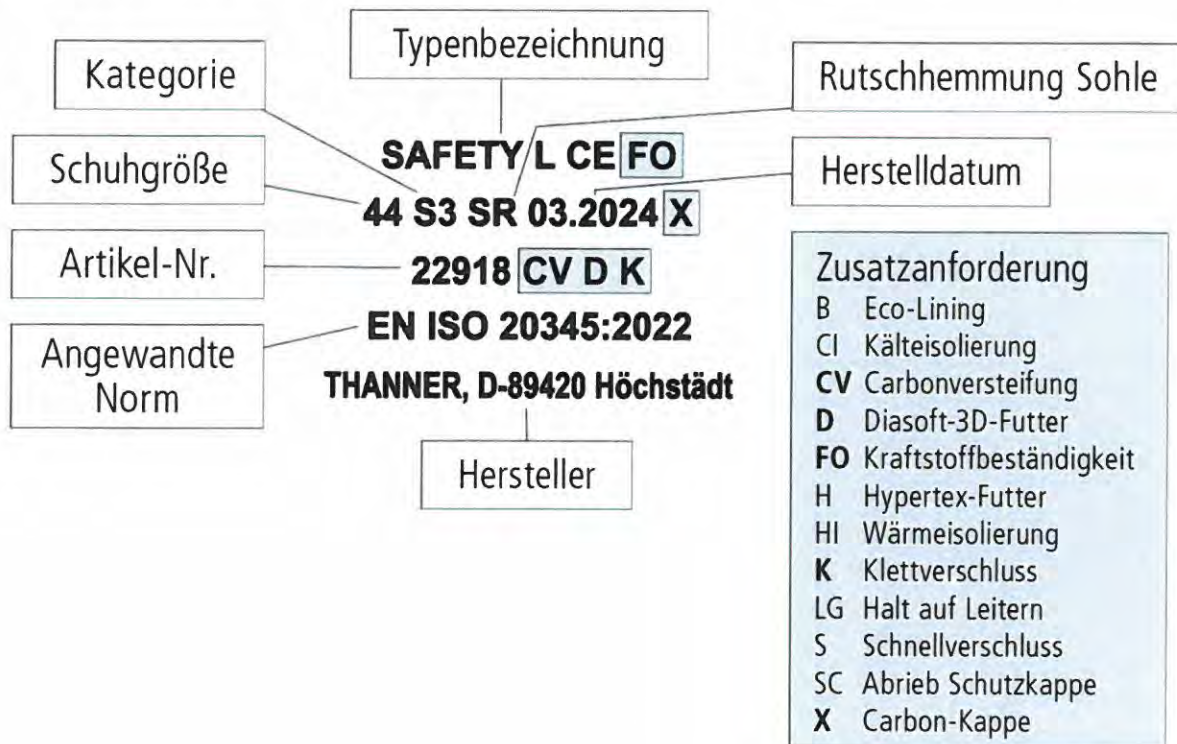 Typenbezeichnung
Kategorie
Rutschhemmung Sohle
SAFETY L CE FO
Schuhgröße
Herstelldatum
44 S3 SR 03.2024 X
Artikel-Nr.
22918 CV D K
Angewandte
Norm
EN ISO 20345:2022
THANNER, D-89420 Höchstädt
Hersteller
Zusatzanforderung
B Eco-Lining
CI Kälteisolierung
CV Carbonversteifung
D Diasoft-3D-Futter
FO Kraftstoffbeständigkeit
H Hypertex-Futter
HI Wärmeisolierung
K Klettverschluss
LG Halt auf Leitern
S Schnellverschluss
SC Abrieb Schutzkappe
X Carbon-Kappe